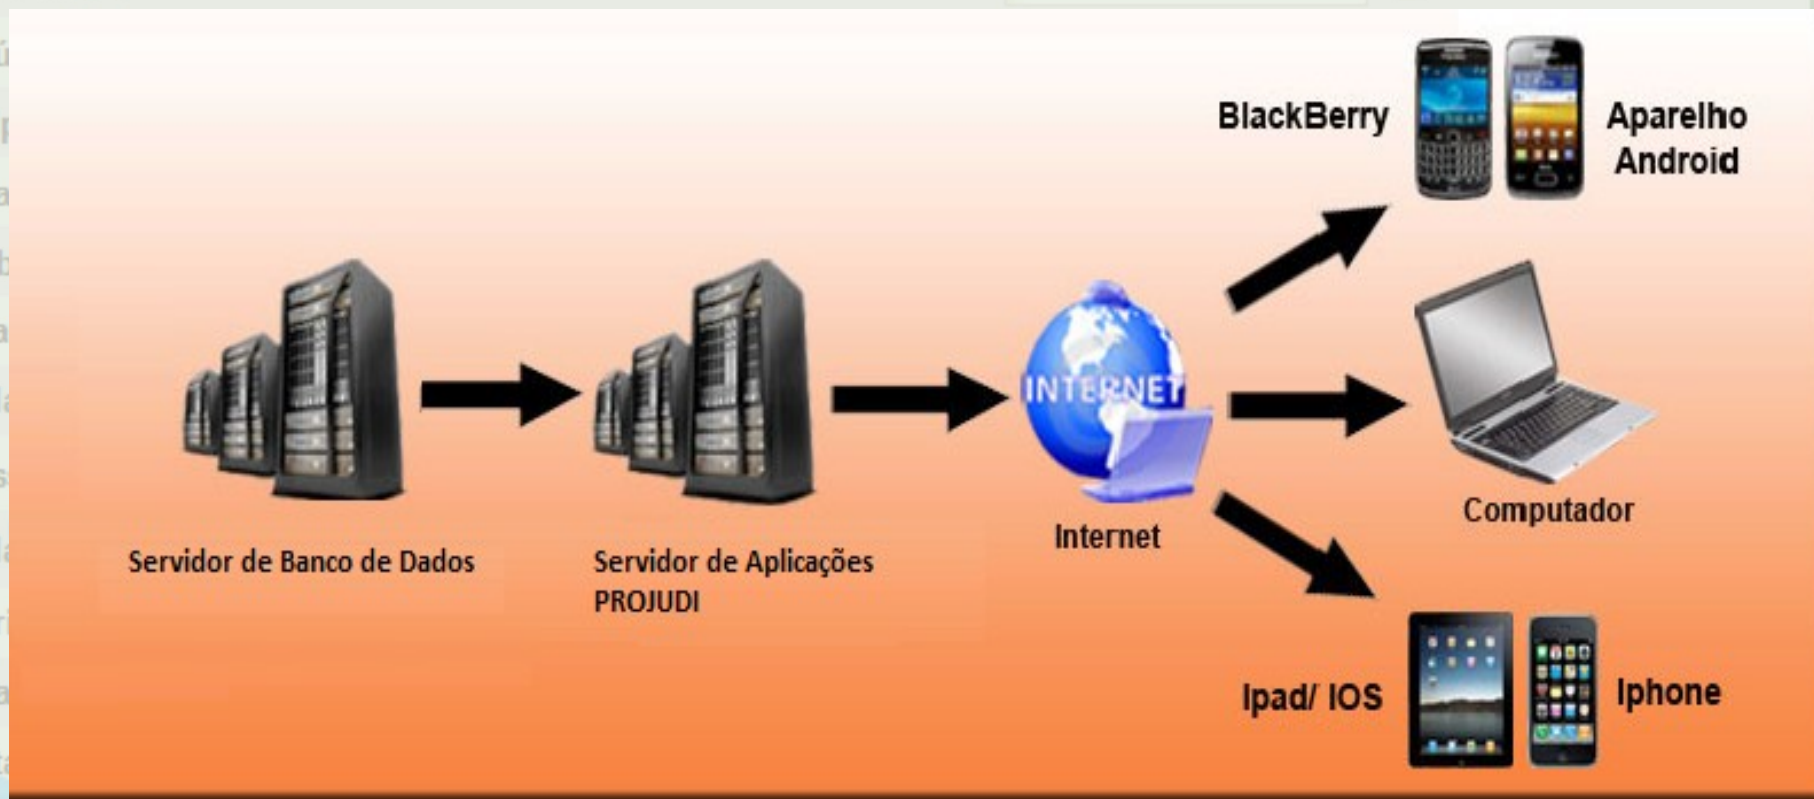 BlackBerry
Aparelho
Android
INTERNET
Internet
Computador
Servidor de Banco de Dados
Servidor de Aplicações
PROJUDI
Ipad/ IOS
Iphone